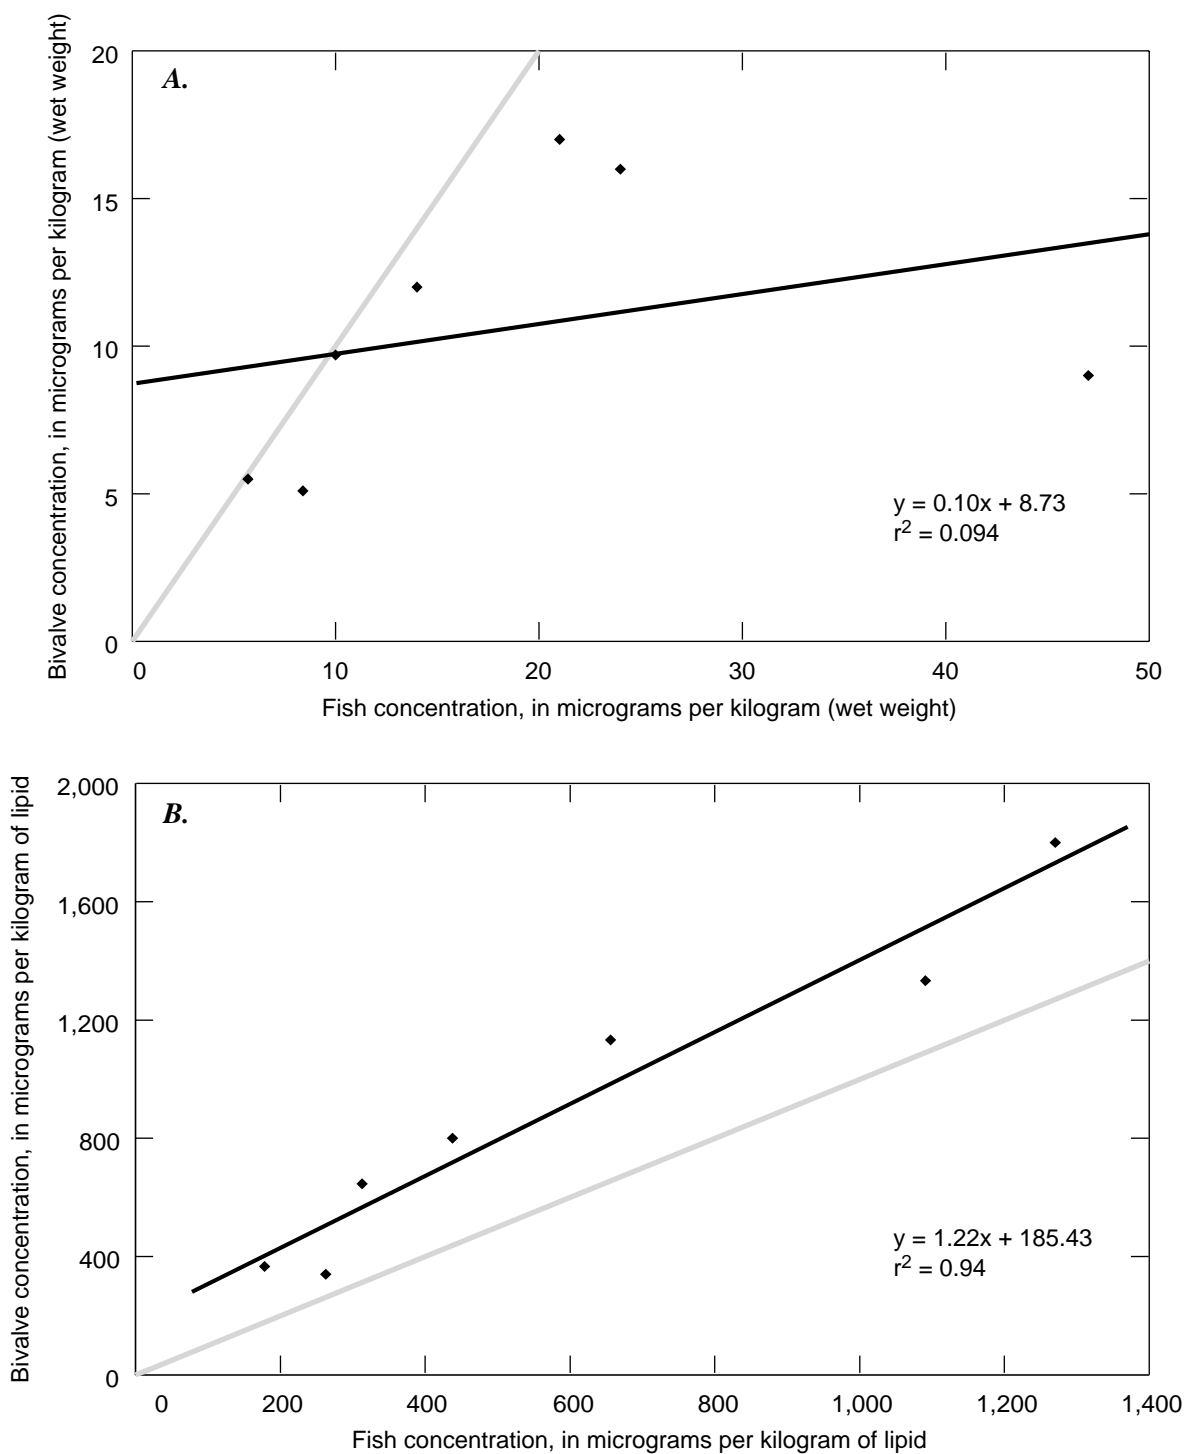 A.
Bivalve concentration, in micrograms per kilogram (wet weight)
20
15
10
5
0
y = 0.10x + 8.73
r2 = 0.094
0 10 20 30 40 50
Fish concentration, in micrograms per kilogram (wet weight)
B.
Bivalve concentration, in micrograms per kilogram of lipid
2,000
1,600
1,200
800
400
0
y = 1.22x + 185.43
r2 = 0.94
0 200 400 600 800 1,000 1,200 1,400
Fish concentration, in micrograms per kilogram of lipid